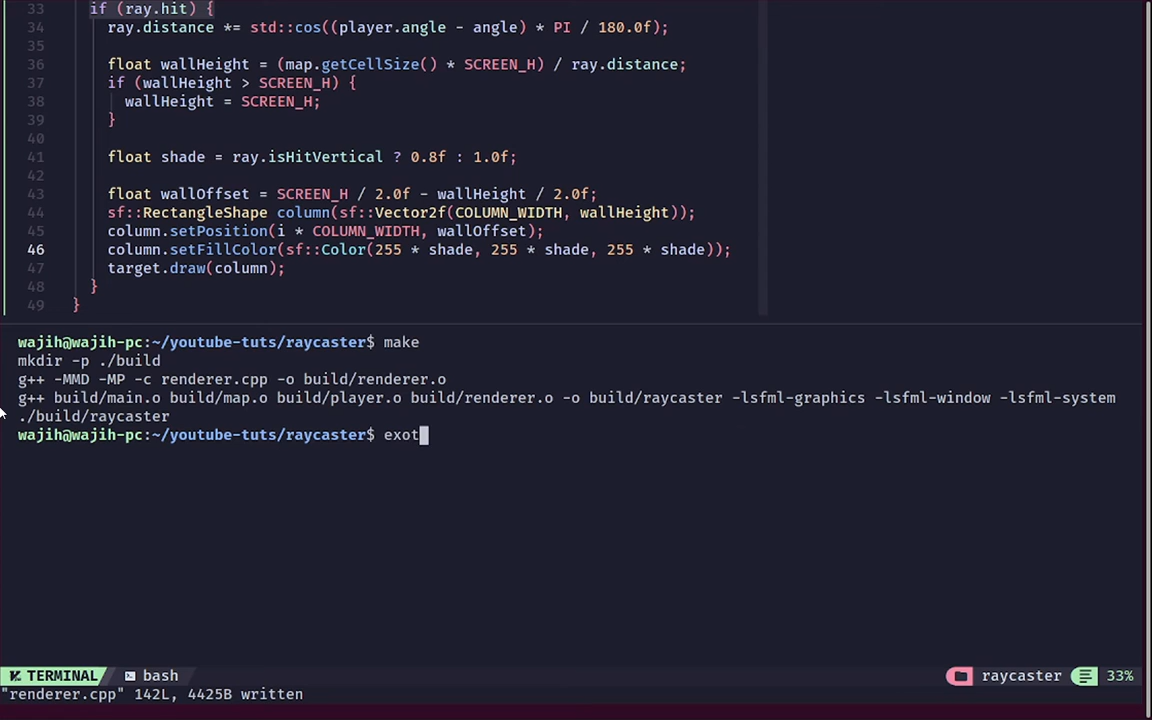 33 if (ray.hit) {
34 ray.distance *= std::cos((player.angle - angle) * PI / 180.0f);
35
36 float wallHeight = (map.getCellSize() * SCREEN_H) / ray.distance;
37 if (wallHeight > SCREEN_H) {
38 wallHeight = SCREEN_H;
39 }
40
41 float shade = ray.isHitVertical ? 0.8f : 1.0f;
42
43 float wallOffset = SCREEN_H / 2.0f - wallHeight / 2.0f;
44 sf::RectangleShape column(sf::Vector2f(COLUMN_WIDTH, wallHeight));
45 column.setPosition(i * COLUMN_WIDTH, wallOffset);
46 column.setFillColor(sf::Color(255 * shade, 255 * shade, 255 * shade));
47 target.draw(column);
48 }
49 }
wajih@wajih-pc:~/youtube-tuts/raycaster$ make
mkdir -p ./build
g++ -MMD -MP -c renderer.cpp -o build/renderer.o
g++ build/main.o build/map.o build/player.o build/renderer.o -o build/raycaster -lsfml-graphics -lsfml-window -lsfml-system
./build/raycaster
wajih@wajih-pc:~/youtube-tuts/raycaster$ exot
TERMINAL bash raycaster 33%
"renderer.cpp" 142L, 4425B written